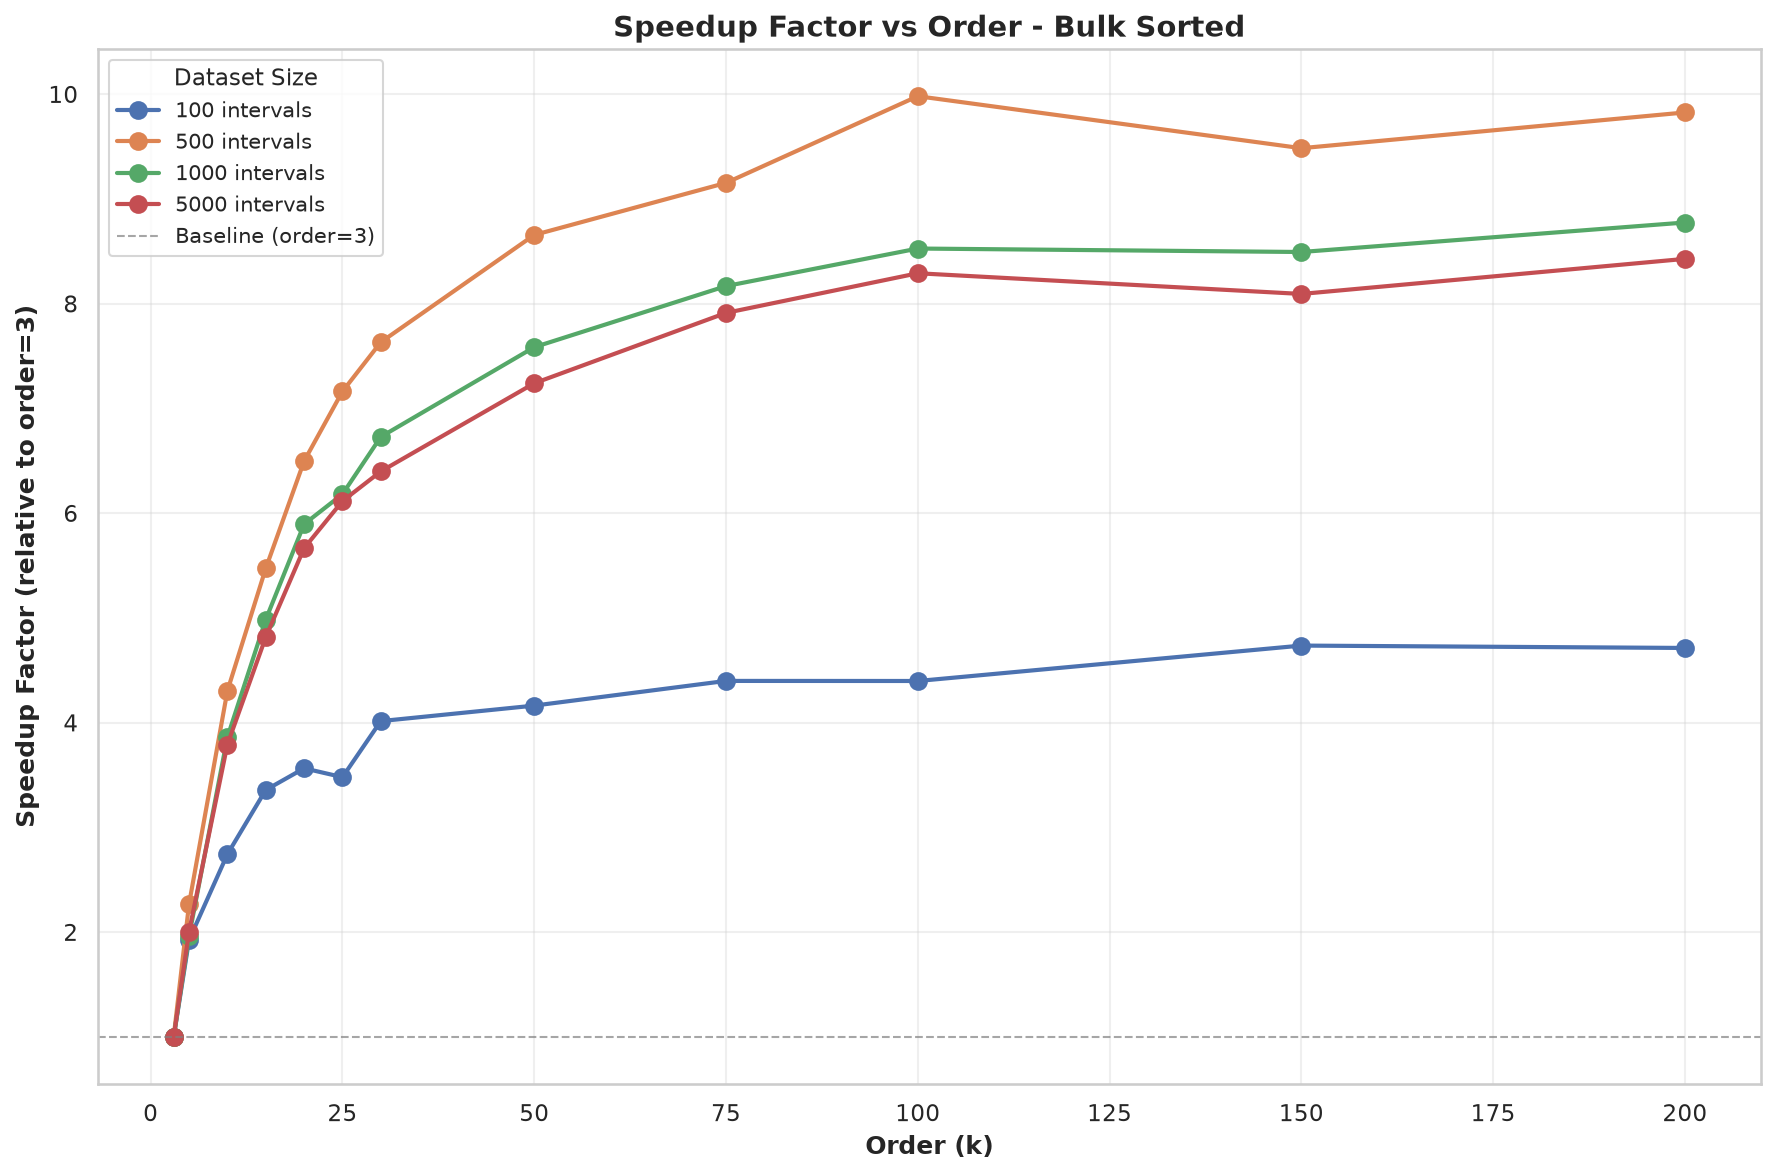 Speedup Factor vs Order - Bulk Sorted
Dataset Size
100 intervals
500 intervals
1000 intervals
5000 intervals
Baseline (order=3)
Speedup Factor (relative to order=3)
10
8
6
4
2
0 25 50 75 100 125 150 175 200
Order (k)